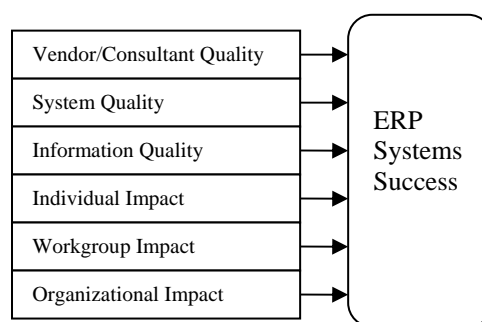 Vendor/Consultant Quality
System Quality
Information Quality
Individual Impact
Workgroup Impact
Organizational Impact
ERP
Systems
Success